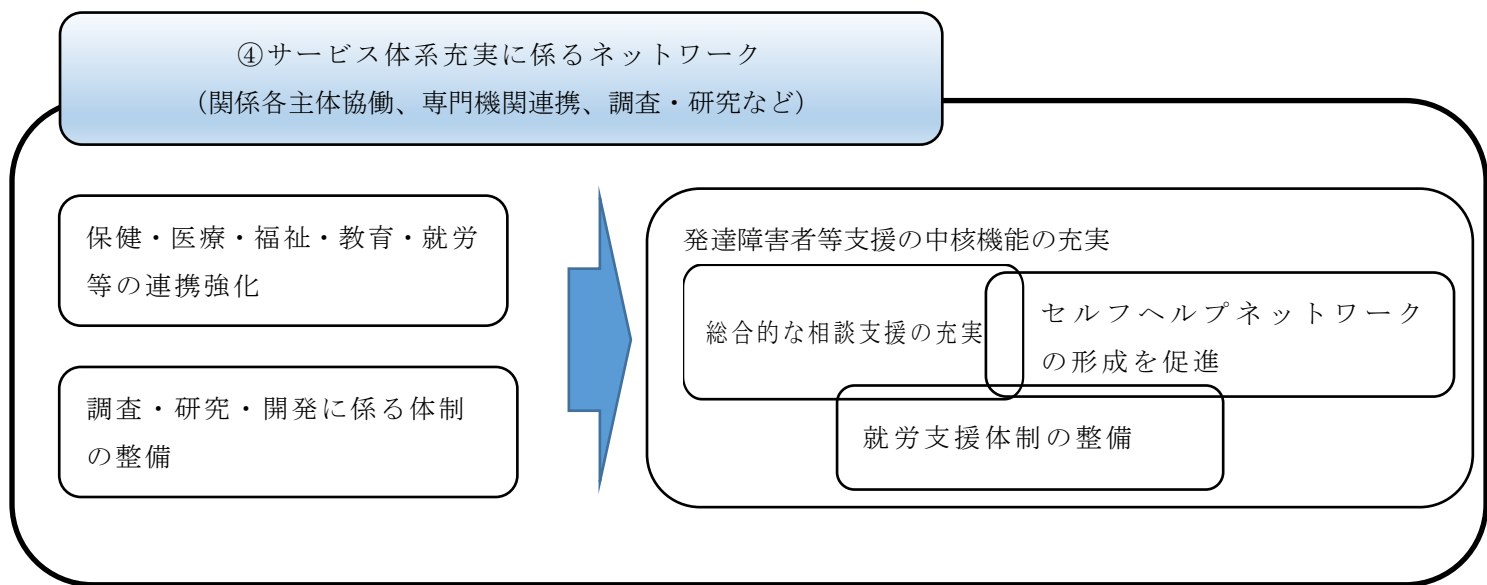 ④サービス体系充実に係るネットワーク
(関係各主体協働、専門機関連携、調査・研究など)
保健・医療・福祉・教育・就労
等の連携強化
調査・研究・開発に係る体制
の整備
発達障害者等支援の中核機能の充実
総合的な相談支援の充実
セルフヘルプネットワーク
の形成を促進
就労支援体制の整備